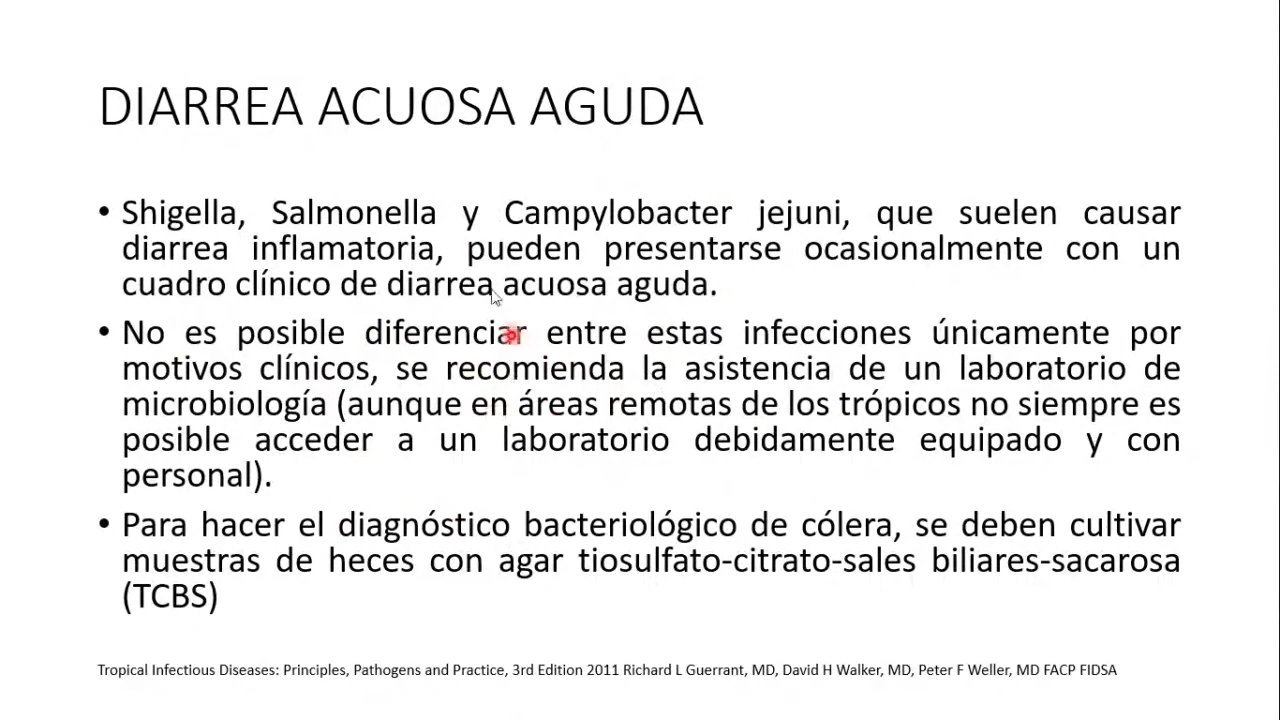 DIARREA ACUOSA AGUDA
• Shigella, Salmonella y Campylobacter jejuni, que suelen causar
diarrea inflamatoria, pueden presentarse ocasionalmente con un
cuadro clínico de diarrea acuosa aguda.
• No es posible diferenciar entre estas infecciones únicamente por
motivos clínicos, se recomienda la asistencia de un laboratorio de
microbiología (aunque en áreas remotas de los trópicos no siempre es
posible acceder a un laboratorio debidamente equipado y con
personal).
• Para hacer el diagnóstico bacteriológico de cólera, se deben cultivar
muestras de heces con agar tiosulfato-citrato-sales biliares-sacarosa
(TCBS)
Tropical Infectious Diseases: Principles, Pathogens and Practice, 3rd Edition 2011 Richard L Guerrant, MD, David H Walker, MD, Peter F Weller, MD FACP FIDSA